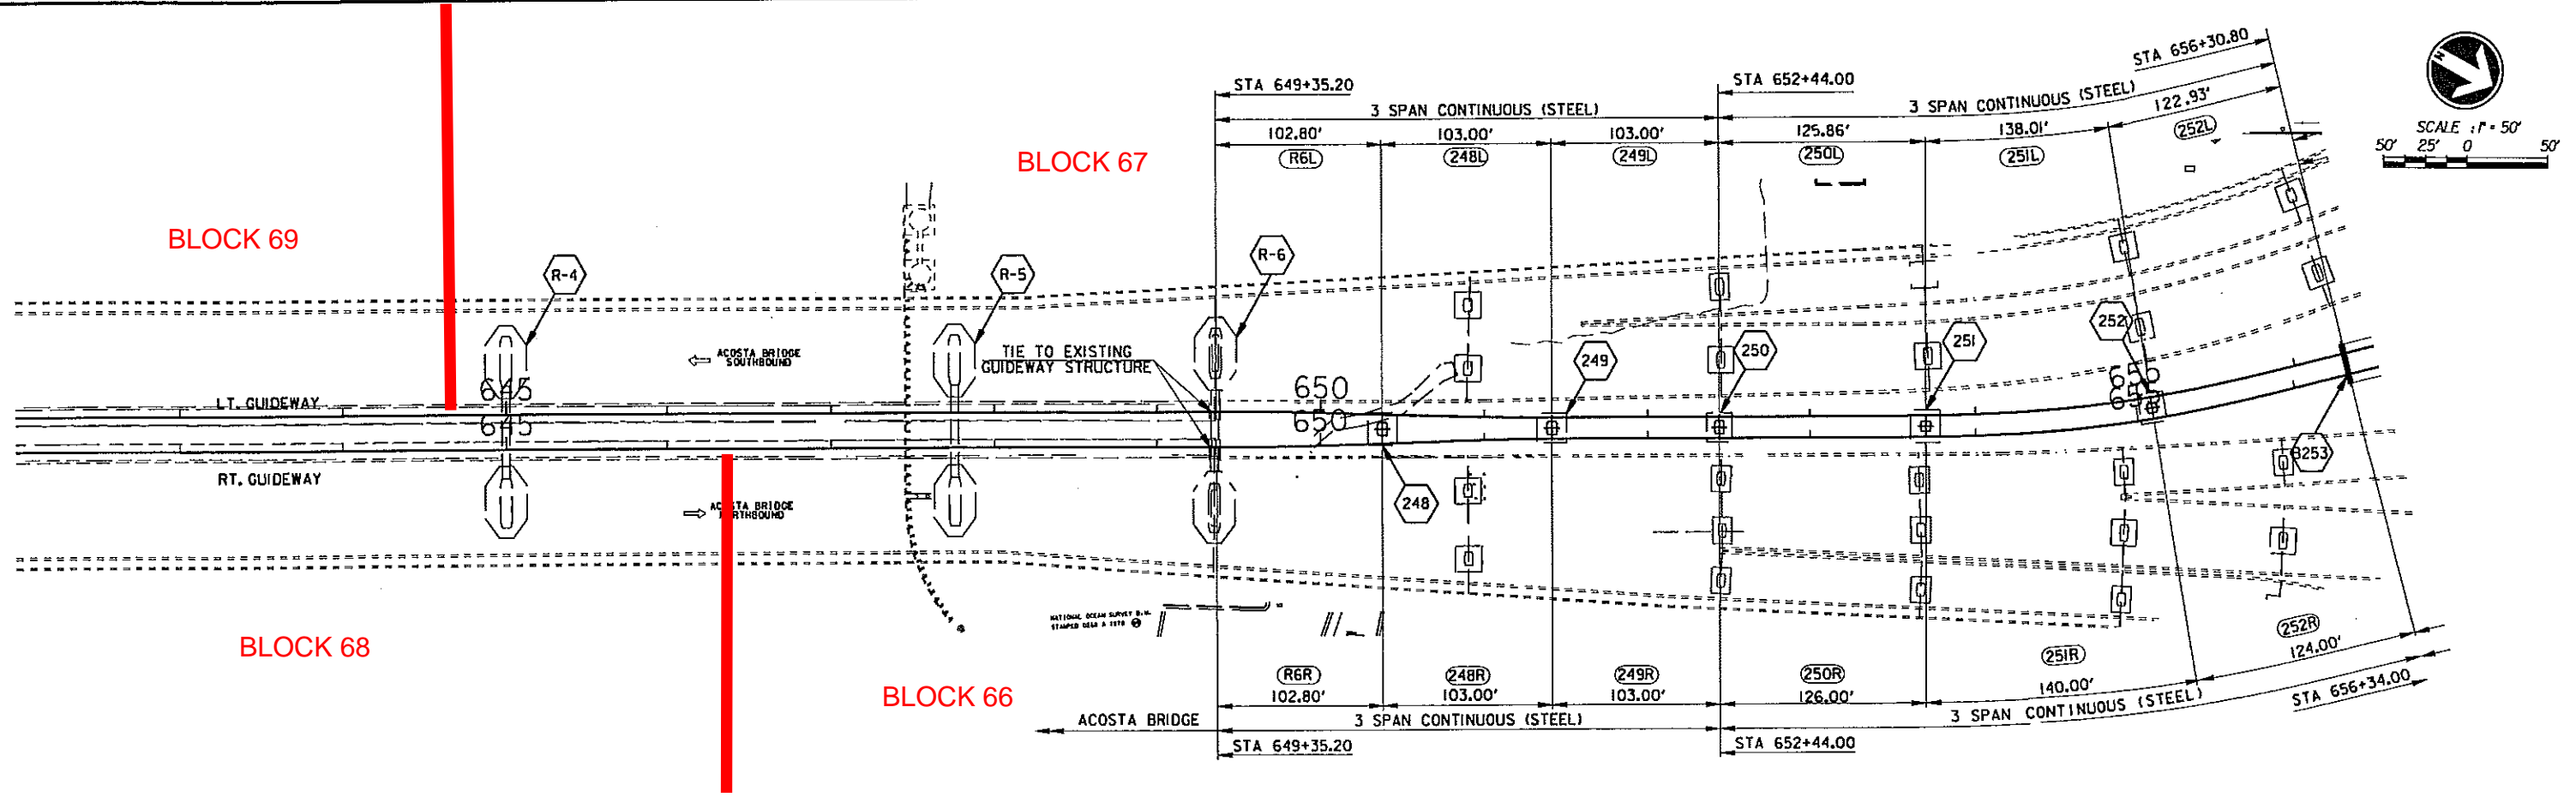 STA 656+30.80
STA 649+35.20
STA 652+44.00
3 SPAN CONTINUOUS (STEEL)
3 SPAN CONTINUOUS (STEEL)
122.93'
102.80'
103.00'
103.00'
125.86'
138.01'
R6L
248L
249L
250L
251L
252L
N
SCALE : 1" = 50'
50' 25' 0 50'
BLOCK 67
BLOCK 69
R-4
R-5
R-6
ACOSTA BRIDGE
SOUTHBOUND
TIE TO EXISTING
GUIDEWAY STRUCTURE
249
250
251
252
645
645
650
650
LT. GUIDEWAY
RT. GUIDEWAY
248
B253
NATIONAL OCEAN SURVEY B.M.
BLOCK 68
BLOCK 66
R6R
248R
249R
250R
251R
252R
102.80'
103.00'
103.00'
126.00'
140.00'
124.00'
ACOSTA BRIDGE
3 SPAN CONTINUOUS (STEEL)
3 SPAN CONTINUOUS (STEEL)
STA 649+35.20
STA 652+44.00
STA 656+34.00